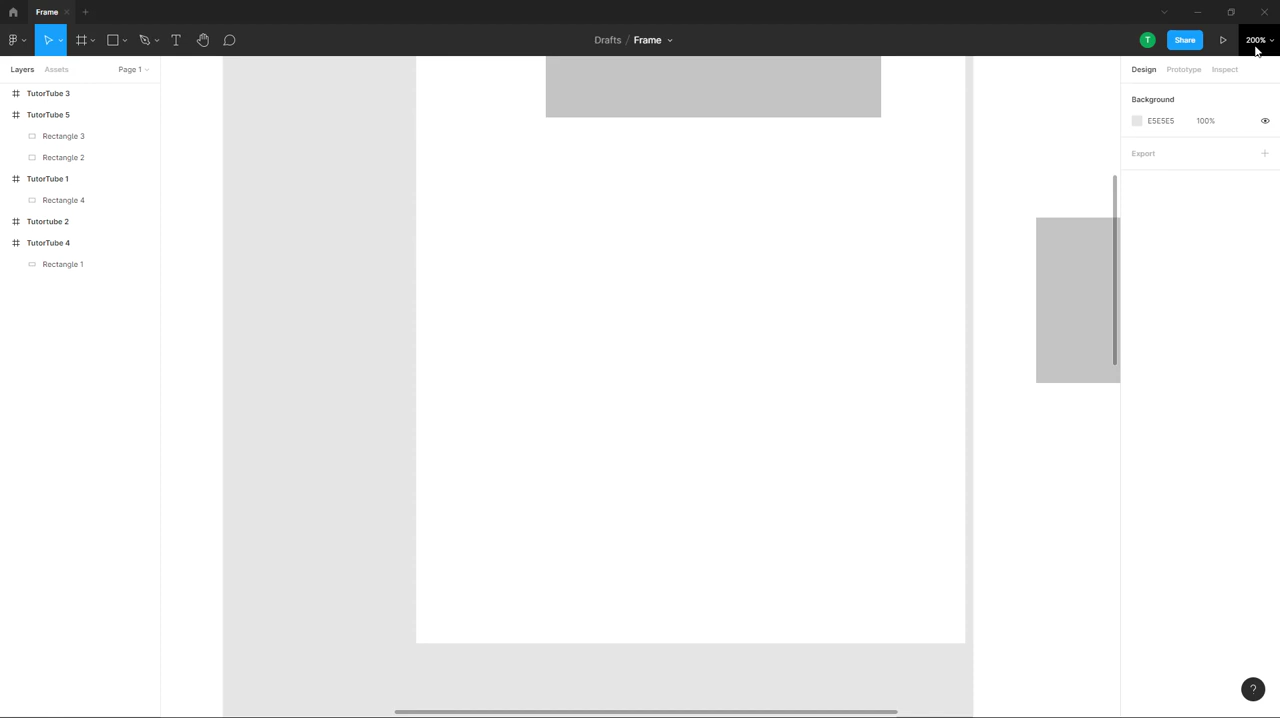 Frame
Drafts / Frame
T
Share
200%
Layers
Assets
Page 1
Design
Prototype
Inspect
TutorTube 3
TutorTube 5
Rectangle 3
Rectangle 2
TutorTube 1
Rectangle 4
Tutortube 2
TutorTube 4
Rectangle 1
Background
E5E5E5 100%
Export
?